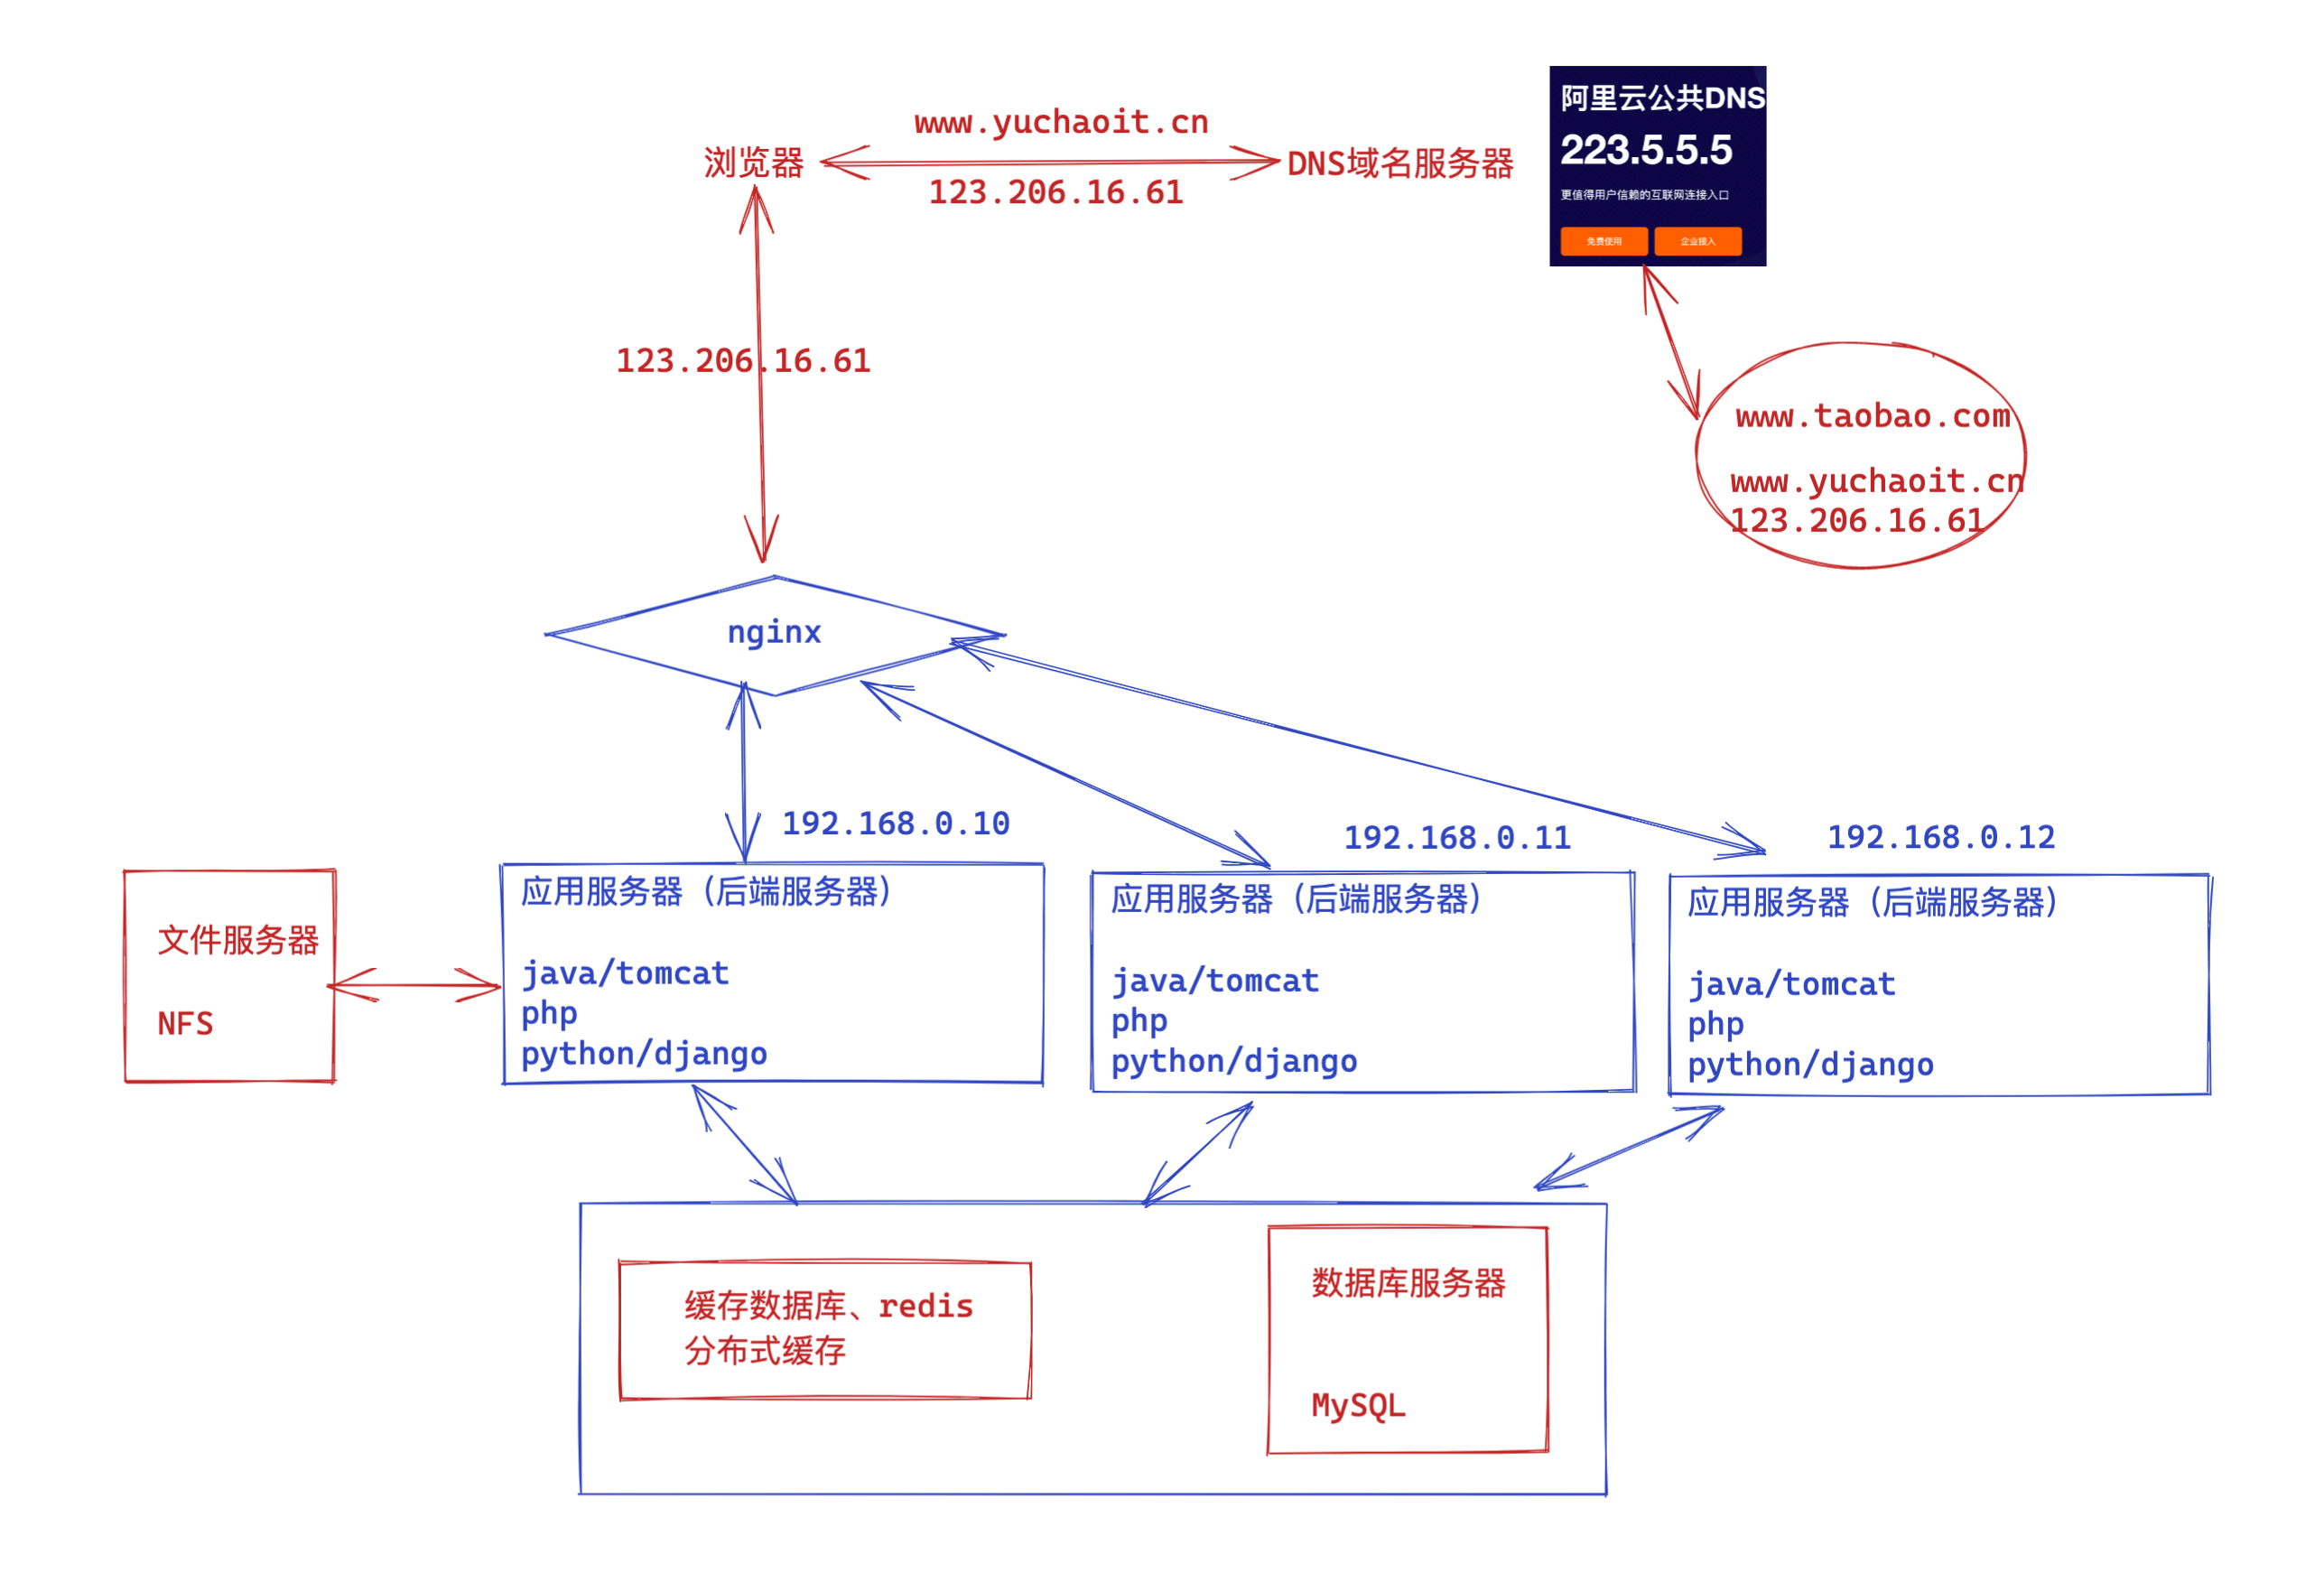 www.yuchaoit.cn
浏览器
DNS域名服务器
123.206.16.61
阿里云公共DNS
223.5.5.5
更值得用户信赖的互联网连接入口
免费使用
企业接入
123.206.16.61
www.taobao.com
www.yuchaoit.cn
123.206.16.61
nginx
192.168.0.10
192.168.0.11
192.168.0.12
文件服务器
NFS
应用服务器（后端服务器）
java/tomcat
php
python/django
应用服务器（后端服务器）
java/tomcat
php
python/django
应用服务器（后端服务器）
java/tomcat
php
python/django
缓存数据库、redis
分布式缓存
数据库服务器
MySQL